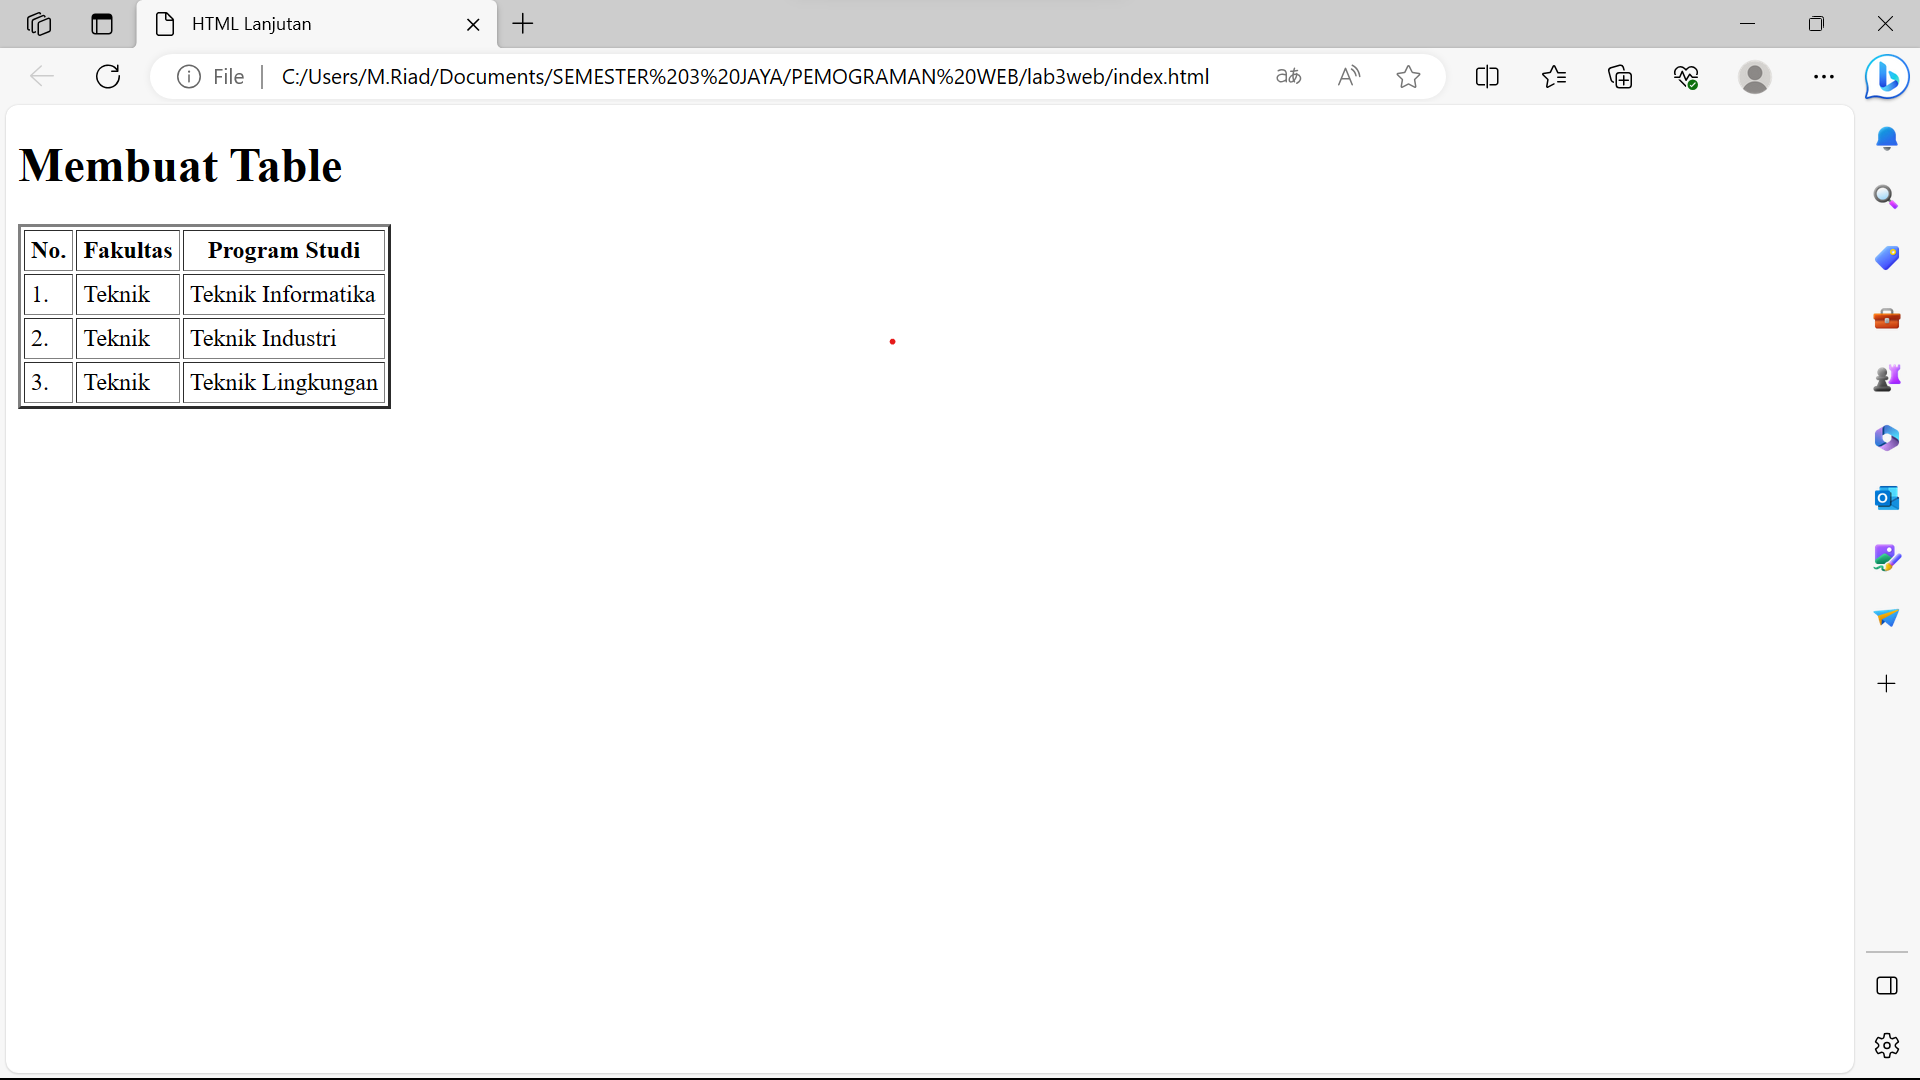 HTML Lanjutan
File C:/Users/M.Riad/Documents/SEMESTER%203%20JAYA/PEMOGRAMAN%20WEB/lab3web/index.html
Membuat Table
No. Fakultas Program Studi
1. Teknik Teknik Informatika
2. Teknik Teknik Industri
3. Teknik Teknik Lingkungan